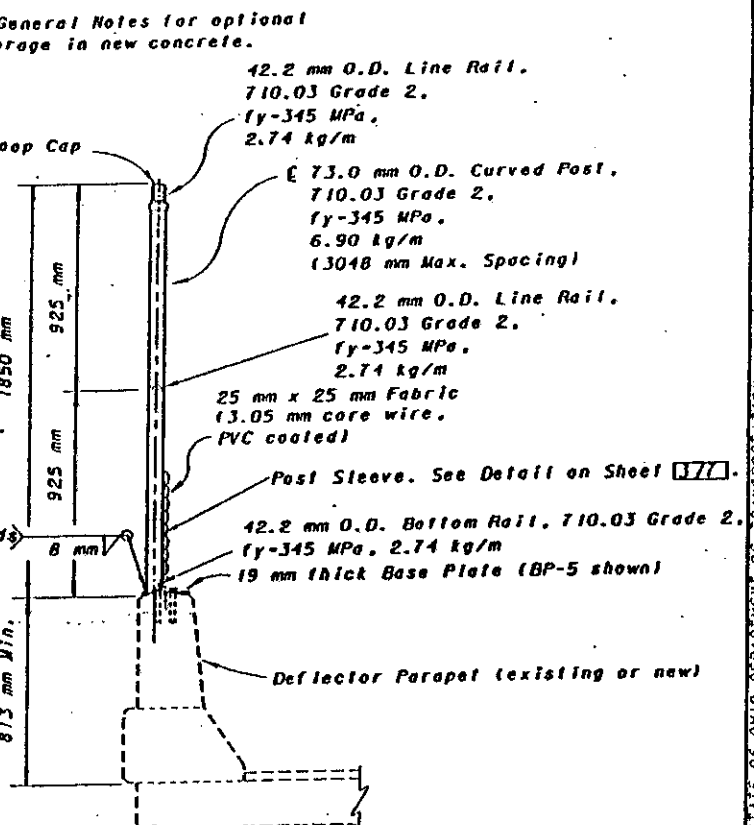 General Notes for optional
orage in new concrete.
42.2 mm O.D. Line Rail.
710.03 Grade 2.
fy-345 MPa.
2.74 kg/m
oop Cap
℄ 73.0 mm O.D. Curved Post.
710.03 Grade 2.
fy-345 MPa.
6.90 kg/m
(3048 mm Max. Spacing)
925 mm
1850 mm
42.2 mm O.D. Line Rail.
710.03 Grade 2.
fy-345 MPa.
2.74 kg/m
25 mm x 25 mm Fabric
(3.05 mm core wire.
PVC coated)
925 mm
Post Sleeve. See Detail on Sheet 377.
8 mm
42.2 mm O.D. Bottom Rail. 710.03 Grade 2.
fy-345 MPa. 2.74 kg/m
19 mm thick Base Plate (BP-5 shown)
813 mm Min.
Deflector Parapet (existing or new)